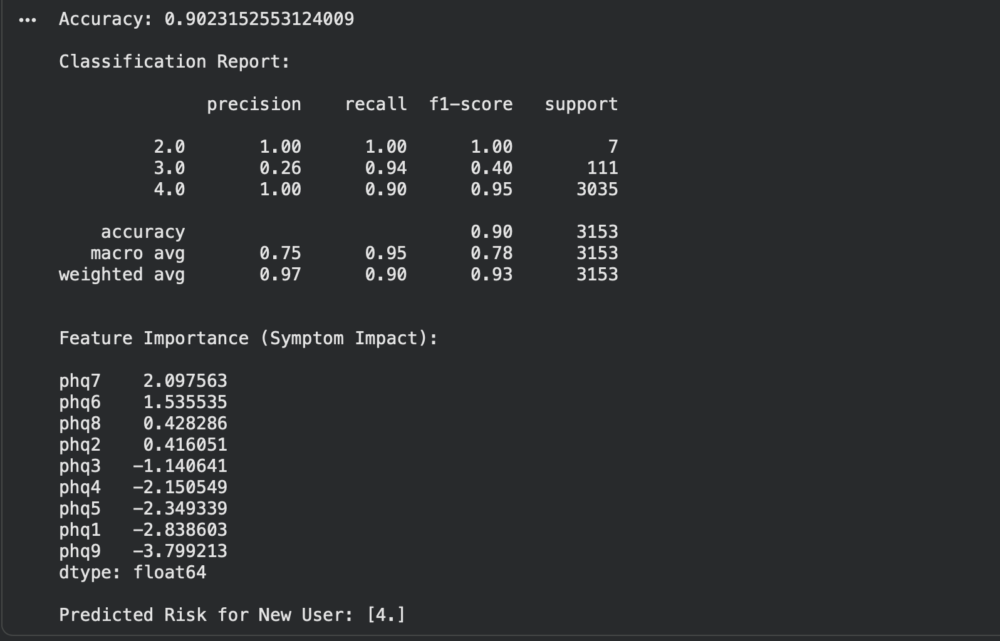 Accuracy: 0.9023152553124009
Classification Report:
precision recall f1-score support
2.0 1.00 1.00 1.00 7
3.0 0.26 0.94 0.40 111
4.0 1.00 0.90 0.95 3035
accuracy 0.90 3153
macro avg 0.75 0.95 0.78 3153
weighted avg 0.97 0.90 0.93 3153
Feature Importance (Symptom Impact):
phq7 2.097563
phq6 1.535535
phq8 0.428286
phq2 0.416051
phq3 -1.140641
phq4 -2.150549
phq5 -2.349339
phq1 -2.838603
phq9 -3.799213
dtype: float64
Predicted Risk for New User: [4.]